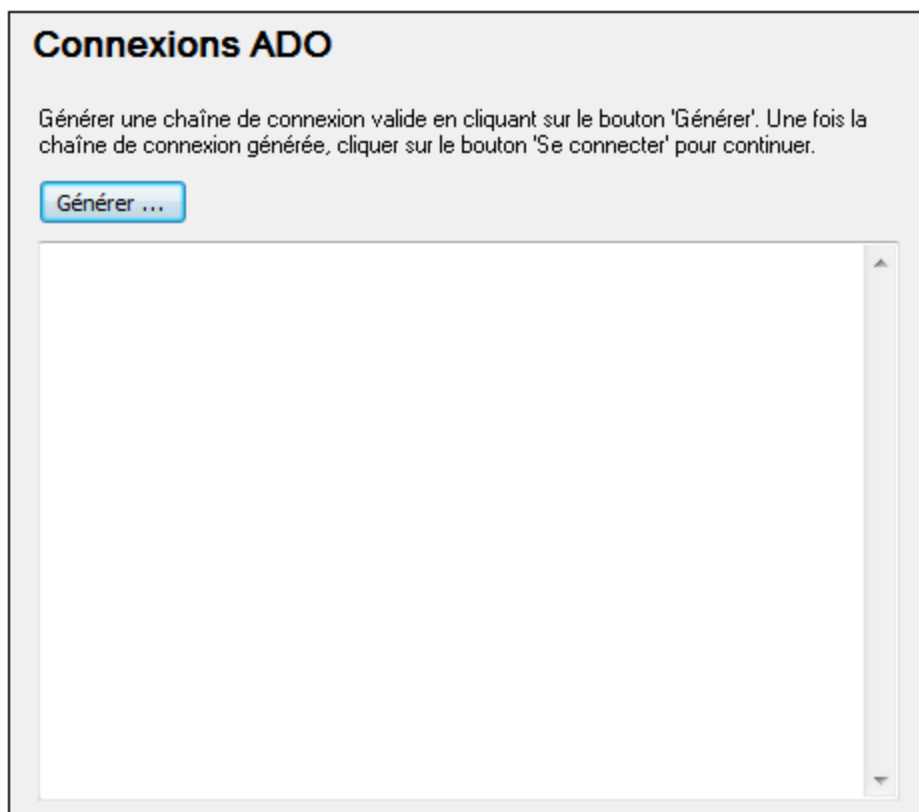 Connexions ADO
Générer une chaîne de connexion valide en cliquant sur le bouton 'Générer'. Une fois la
chaîne de connexion générée, cliquer sur le bouton 'Se connecter' pour continuer.
Générer ...